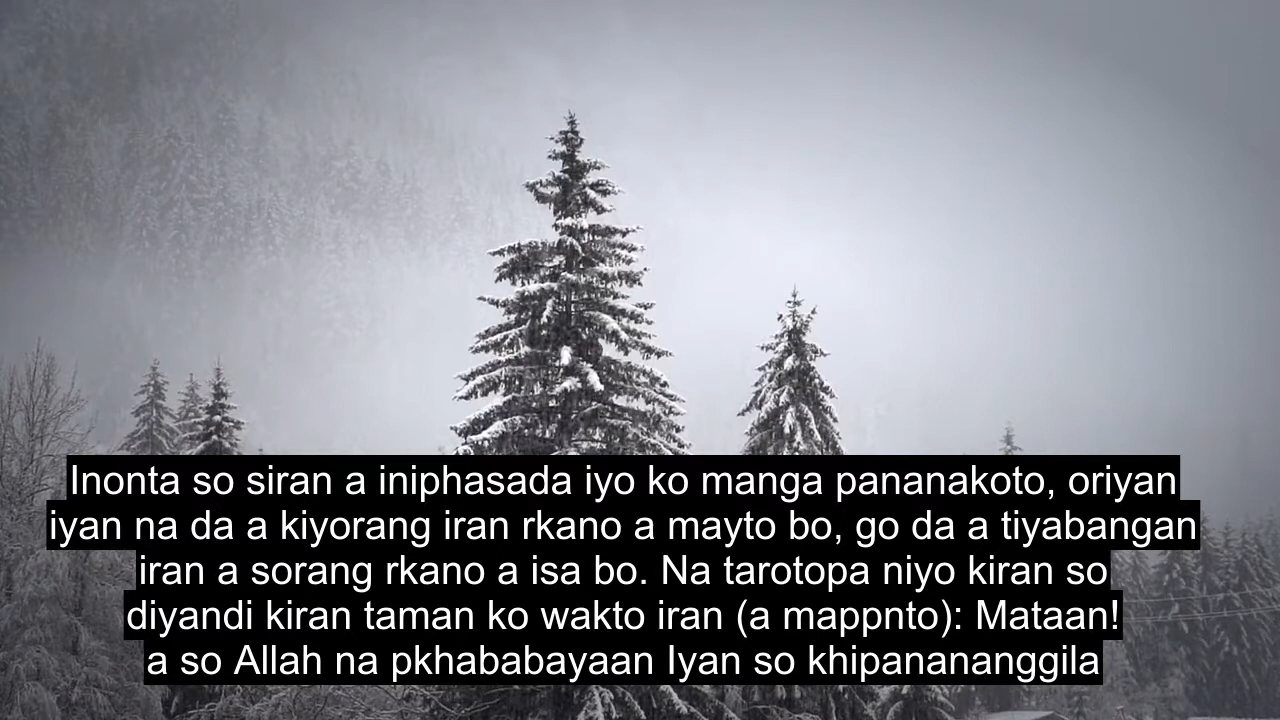 Inonta so siran a iniphasada iyo ko manga pananakoto, oriyan
iyan na da a kiyorang iran rkano a mayto bo, go da a tiyabangan
iran a sorang rkano a isa bo. Na tarotopa niyo kiran so
diyandi kiran taman ko wakto iran (a mappnto): Mataan!
a so Allah na pkhababayaan Iyan so khipanananggila